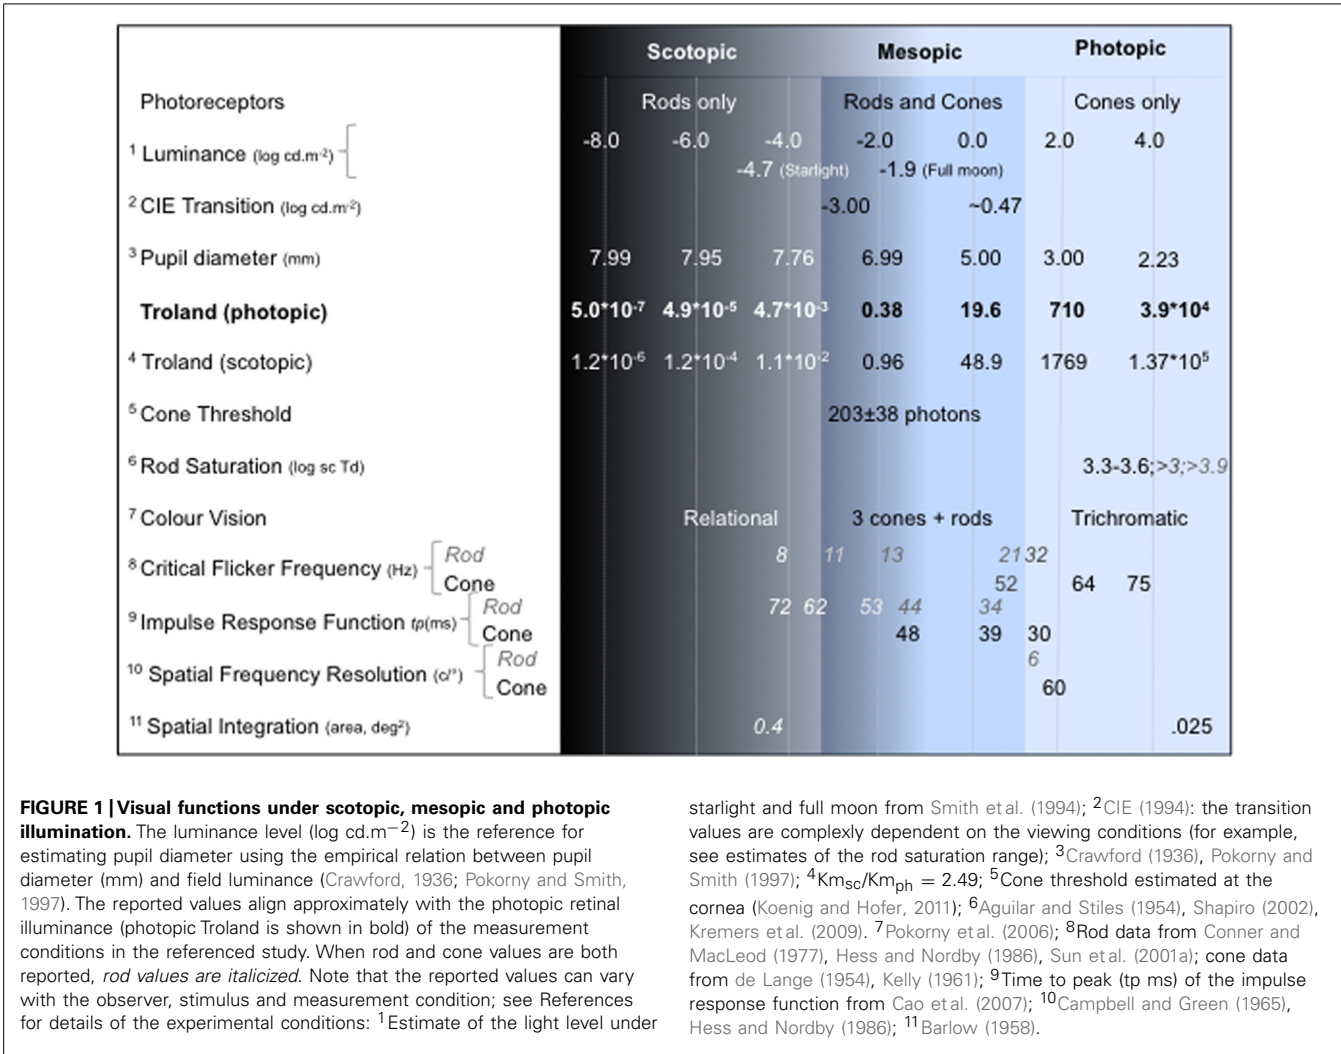 Scotopic Mesopic Photopic
Photoreceptors Rods only Rods and Cones Cones only
1 Luminance (log cd.m-2) -8.0 -6.0 -4.0 -2.0 0.0 2.0 4.0
-4.7 (Starlight) -1.9 (Full moon)
2 CIE Transition (log cd.m-2) -3.00 ~0.47
3 Pupil diameter (mm) 7.99 7.95 7.76 6.99 5.00 3.00 2.23
Troland (photopic) 5.0*10-7 4.9*10-5 4.7*10-3 0.38 19.6 710 3.9*104
4 Troland (scotopic) 1.2*10-6 1.2*10-4 1.1*10-2 0.96 48.9 1769 1.37*105
5 Cone Threshold 203±38 photons
6 Rod Saturation (log sc Td) 3.3-3.6;>3;>3.9
7 Colour Vision Relational 3 cones + rods Trichromatic
8 Critical Flicker Frequency (Hz) Rod 8 11 13 21 32
Cone 52 64 75
9 Impulse Response Function tp(ms) Rod 72 62 53 44 34
Cone 48 39 30
10 Spatial Frequency Resolution (c/°) Rod 6
Cone 60
11 Spatial Integration (area, deg2) 0.4 .025
FIGURE 1 | Visual functions under scotopic, mesopic and photopic
illumination. The luminance level (log cd.m−2) is the reference for
estimating pupil diameter using the empirical relation between pupil
diameter (mm) and field luminance (Crawford, 1936; Pokorny and Smith,
1997). The reported values align approximately with the photopic retinal
illuminance (photopic Troland is shown in bold) of the measurement
conditions in the referenced study. When rod and cone values are both
reported, rod values are italicized. Note that the reported values can vary
with the observer, stimulus and measurement condition; see References
for details of the experimental conditions: 1Estimate of the light level under
starlight and full moon from Smith et al. (1994); 2CIE (1994): the transition
values are complexly dependent on the viewing conditions (for example,
see estimates of the rod saturation range); 3Crawford (1936), Pokorny and
Smith (1997); 4Kmsc/Kmph = 2.49; 5Cone threshold estimated at the
cornea (Koenig and Hofer, 2011); 6Aguilar and Stiles (1954), Shapiro (2002),
Kremers et al. (2009). 7Pokorny et al. (2006); 8Rod data from Conner and
MacLeod (1977), Hess and Nordby (1986), Sun et al. (2001a); cone data
from de Lange (1954), Kelly (1961); 9Time to peak (tp ms) of the impulse
response function from Cao et al. (2007); 10Campbell and Green (1965),
Hess and Nordby (1986); 11Barlow (1958).